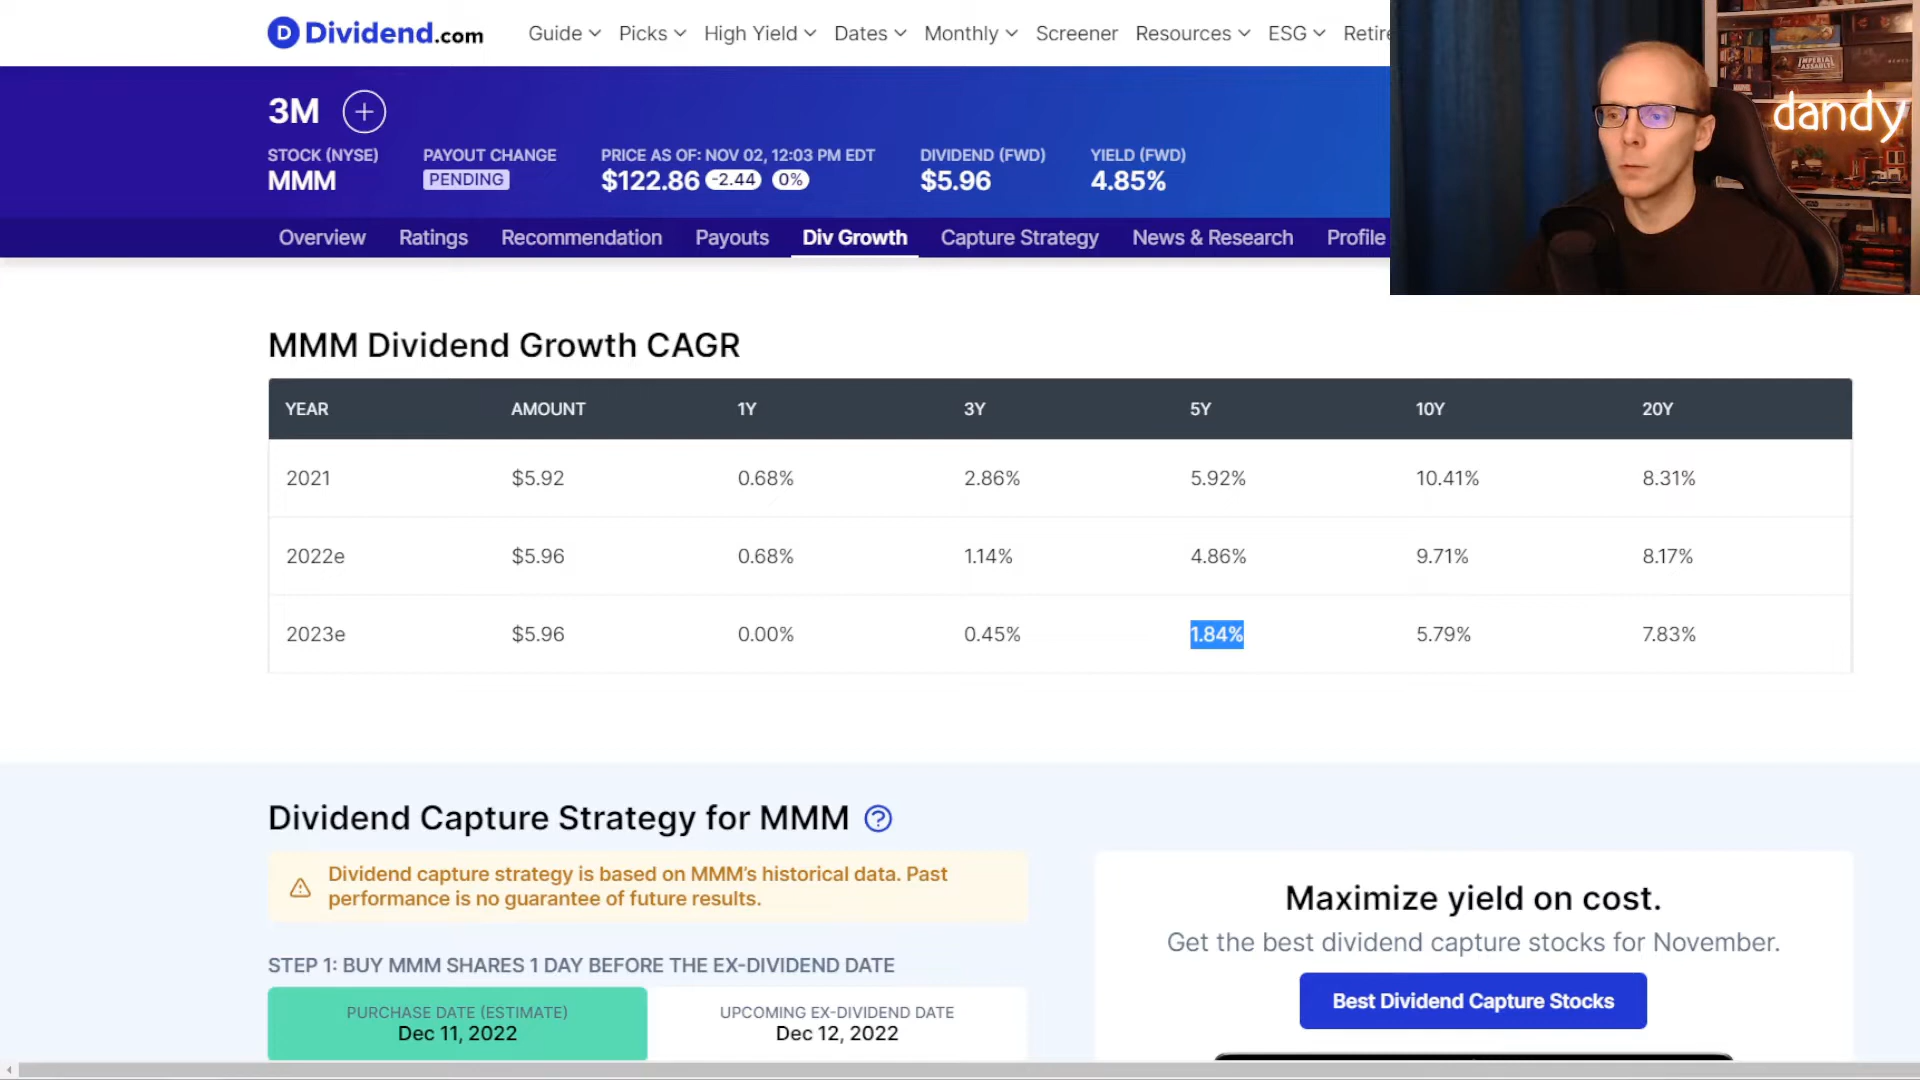 Dividend.com
Guide Picks High Yield Dates Monthly Screener Resources ESG Retire
3M
STOCK (NYSE) PAYOUT CHANGE PRICE AS OF: NOV 02, 12:03 PM EDT DIVIDEND (FWD) YIELD (FWD)
MMM PENDING $122.86 -2.44 0% $5.96 4.85%
Overview Ratings Recommendation Payouts Div Growth Capture Strategy News & Research Profile
IMPERIAL ASSAULT
dandy
MMM Dividend Growth CAGR
YEAR AMOUNT 1Y 3Y 5Y 10Y 20Y
2021 $5.92 0.68% 2.86% 5.92% 10.41% 8.31%
2022e $5.96 0.68% 1.14% 4.86% 9.71% 8.17%
2023e $5.96 0.00% 0.45% 1.84% 5.79% 7.83%
Dividend Capture Strategy for MMM
Dividend capture strategy is based on MMM’s historical data. Past
performance is no guarantee of future results.
STEP 1: BUY MMM SHARES 1 DAY BEFORE THE EX-DIVIDEND DATE
PURCHASE DATE (ESTIMATE)
Dec 11, 2022
UPCOMING EX-DIVIDEND DATE
Dec 12, 2022
Maximize yield on cost.
Get the best dividend capture stocks for November.
Best Dividend Capture Stocks